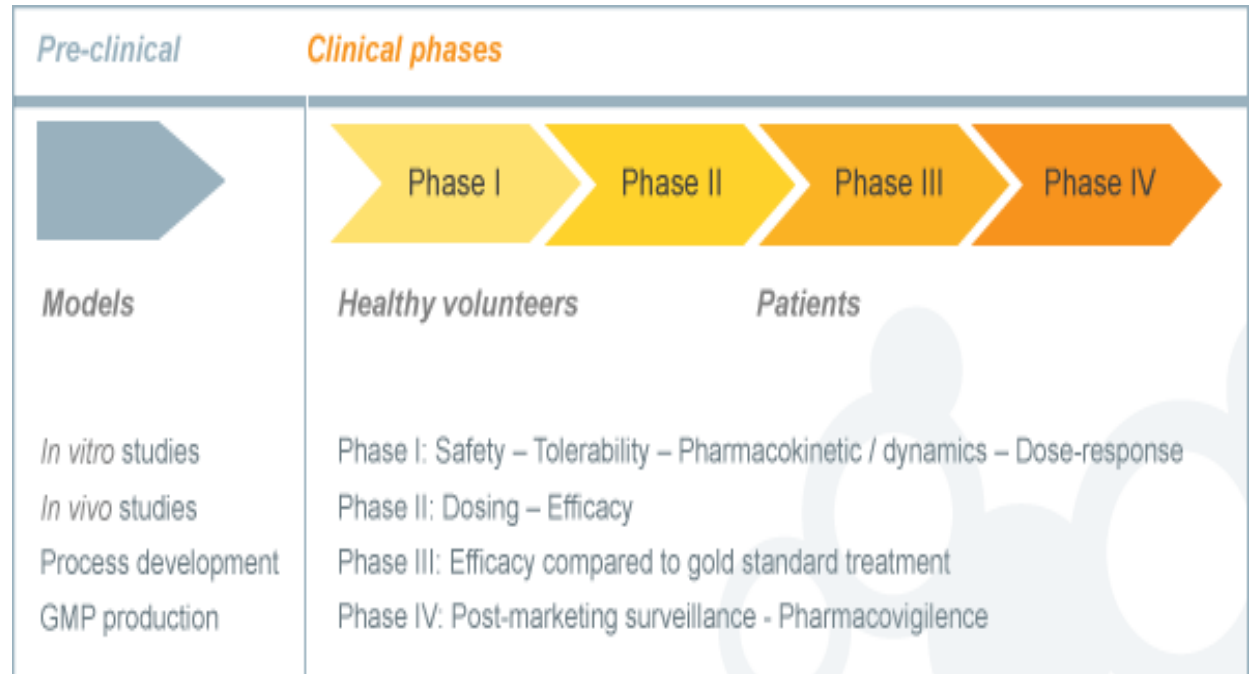 Pre-clinical
Clinical phases
Phase I
Phase II
Phase III
Phase IV
Models
Healthy volunteers
Patients
In vitro studies
In vivo studies
Process development
GMP production
Phase I: Safety – Tolerability – Pharmacokinetic / dynamics – Dose-response
Phase II: Dosing – Efficacy
Phase III: Efficacy compared to gold standard treatment
Phase IV: Post-marketing surveillance - Pharmacovigilence